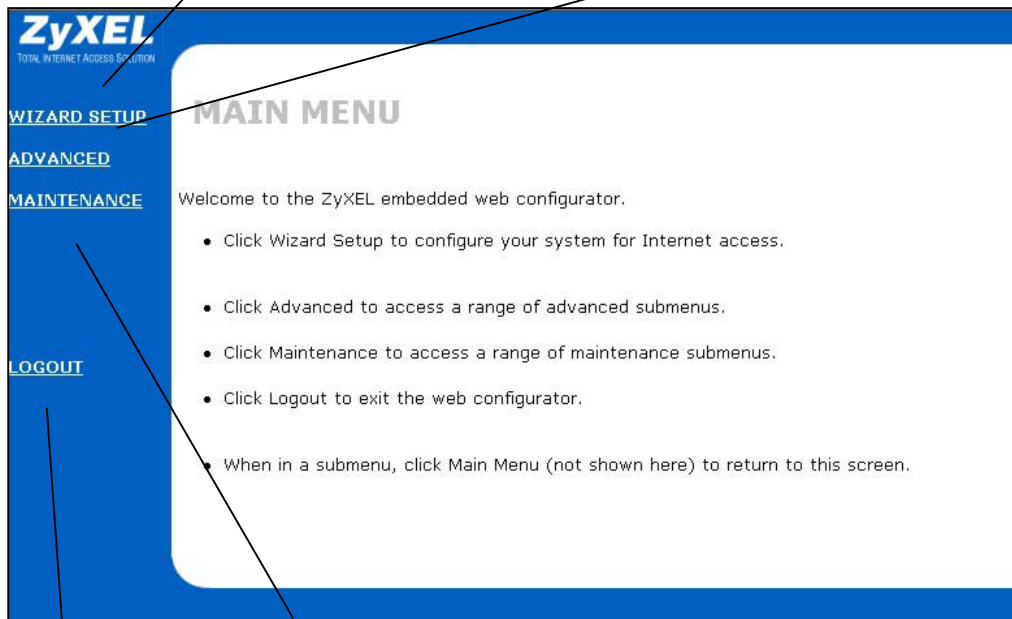 ZyXEL
TOTAL INTERNET ACCESS SOLUTION
WIZARD SETUP
ADVANCED
MAINTENANCE
LOGOUT
MAIN MENU
Welcome to the ZyXEL embedded web configurator.
• Click Wizard Setup to configure your system for Internet access.
• Click Advanced to access a range of advanced submenus.
• Click Maintenance to access a range of maintenance submenus.
• Click Logout to exit the web configurator.
• When in a submenu, click Main Menu (not shown here) to return to this screen.